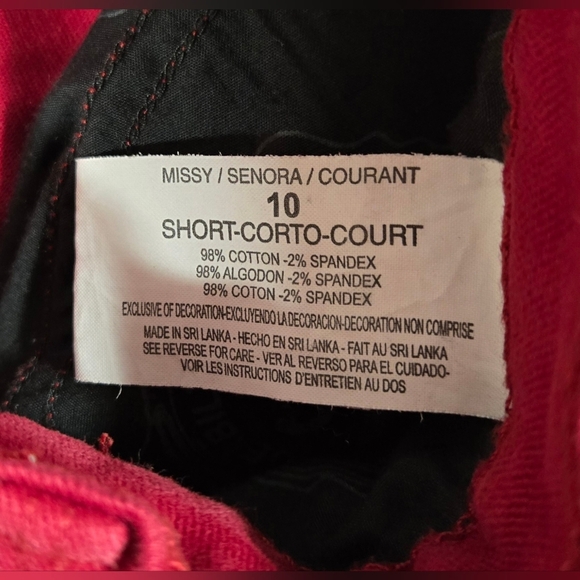 MISSY / SENORA / COURANT
10
SHORT-CORTO-COURT
98% COTTON -2% SPANDEX
98% ALGODON -2% SPANDEX
98% COTON -2% SPANDEX
EXCLUSIVE OF DECORATION-EXCLUYENDO LA DECORACION-DECORATION NON COMPRISE
MADE IN SRI LANKA - HECHO EN SRI LANKA - FAIT AU SRI LANKA
SEE REVERSE FOR CARE - VER AL REVERSO PARA EL CUIDADO-
VOIR LES INSTRUCTIONS D'ENTRETIEN AU DOS